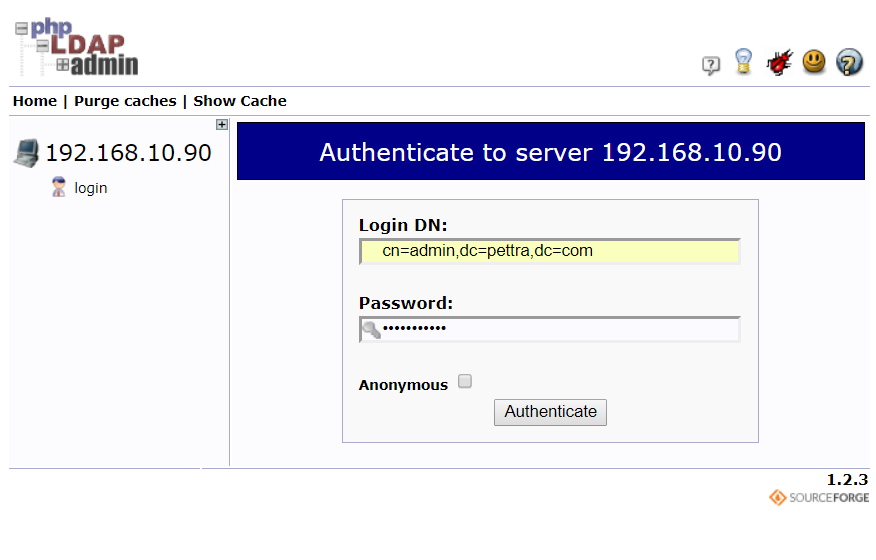 php
LDAP
admin
Home | Purge caches | Show Cache
192.168.10.90
login
Authenticate to server 192.168.10.90
Login DN:
cn=admin,dc=pettra,dc=com
Password:
•••••••••••
Anonymous
Authenticate
1.2.3
SOURCEFORGE